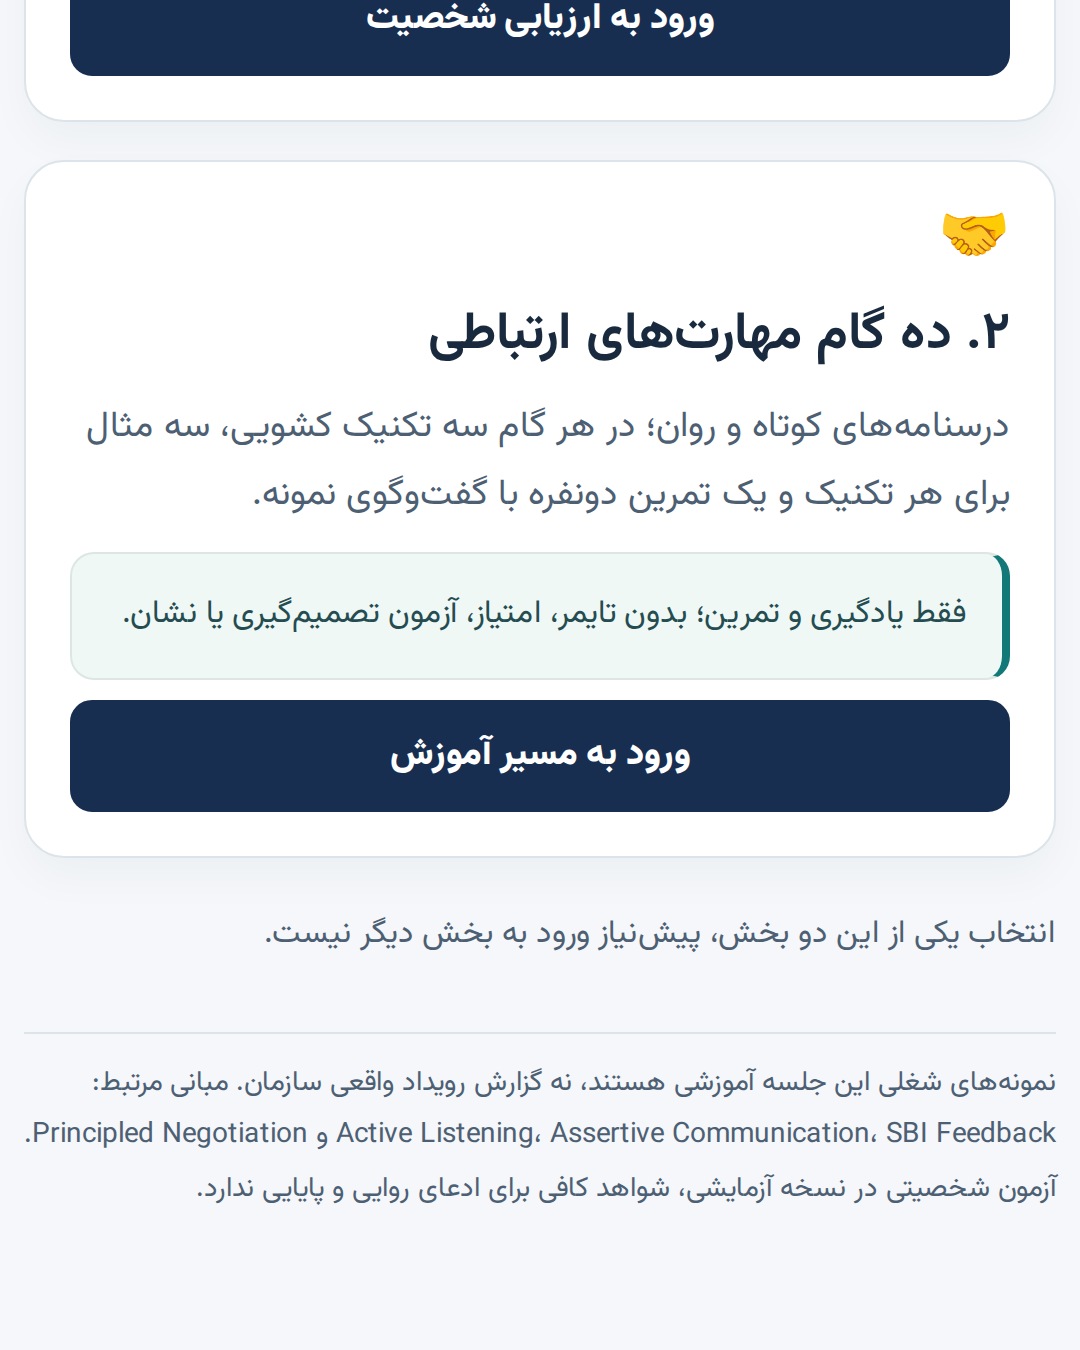 ورود به ارزیابی شخصیت
۲. ده گام مهارت‌های ارتباطی
درسنامه‌های کوتاه و روان؛ در هر گام سه تکنیک کشویی، سه مثال
برای هر تکنیک و یک تمرین دونفره با گفت‌وگوی نمونه.
فقط یادگیری و تمرین؛ بدون تایمر، امتیاز، آزمون تصمیم‌گیری یا نشان.
ورود به مسیر آموزش
انتخاب یکی از این دو بخش، پیش‌نیاز ورود به بخش دیگر نیست.
نمونه‌های شغلی این جلسه آموزشی هستند، نه گزارش رویداد واقعی سازمان. مبانی مرتبط:
Active Listening، Assertive Communication، SBI Feedback و Principled Negotiation.
آزمون شخصیتی در نسخه آزمایشی، شواهد کافی برای ادعای روایی و پایایی ندارد.